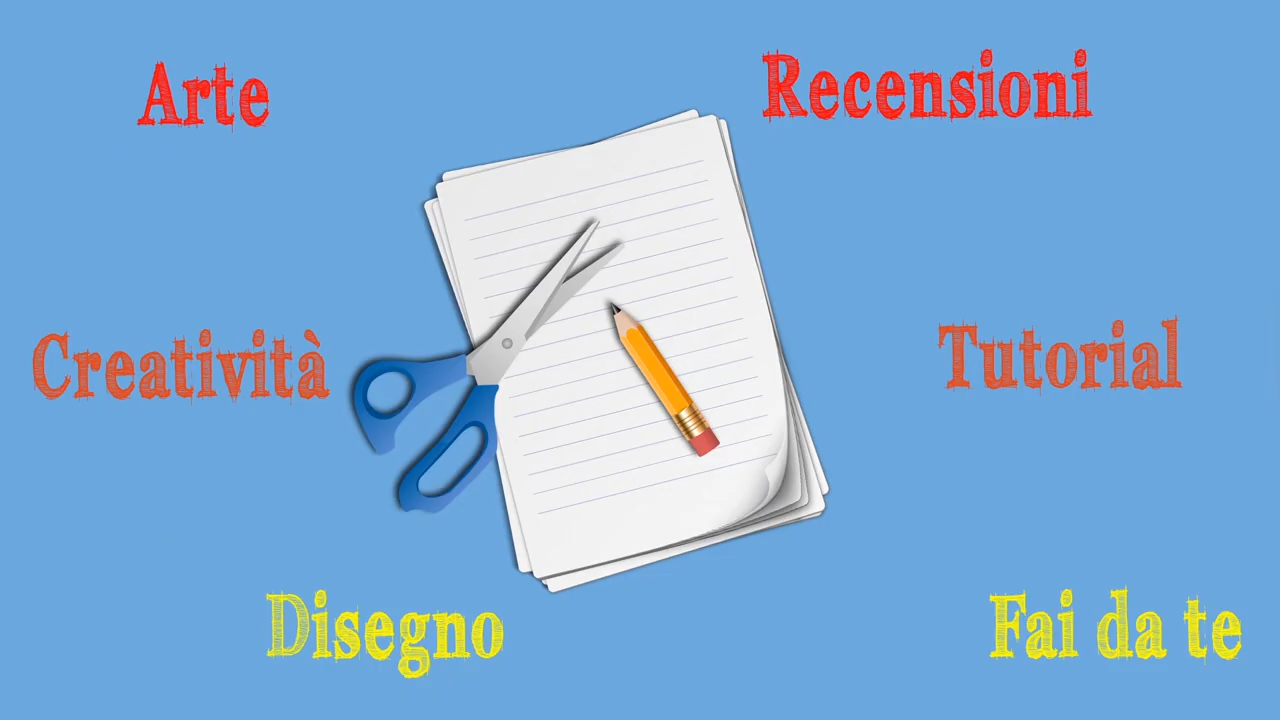 Arte
Recensioni
Creatività
Tutorial
Disegno
Fai da te